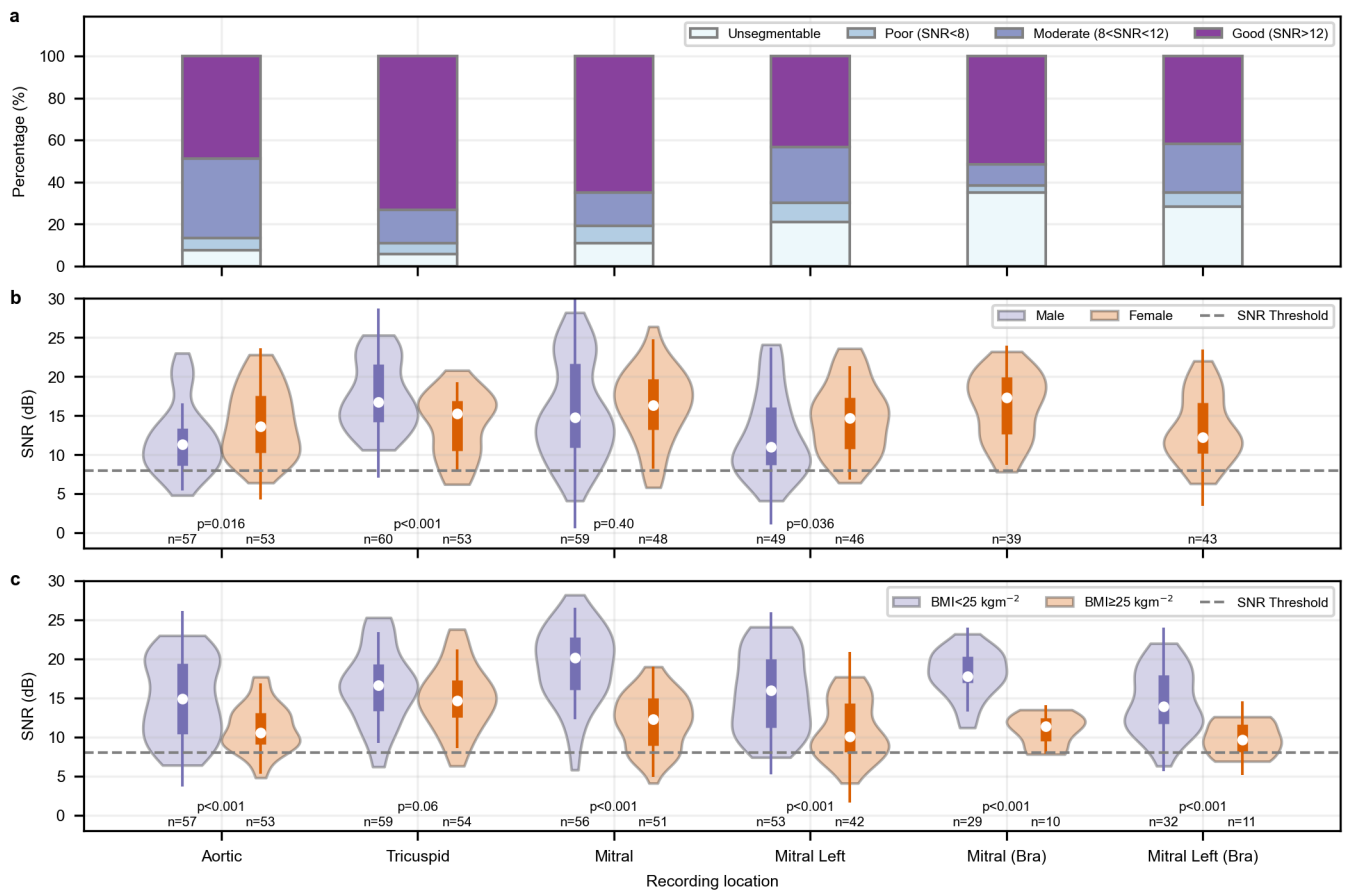 a
Unsegmentable Poor (SNR<8) Moderate (8<SNR<12) Good (SNR>12)
100
80
60
40
20
0
Percentage (%)
b
Male Female SNR Threshold
30
25
20
15
10
5
0
SNR (dB)
p=0.016 p<0.001 p=0.40 p=0.036
n=57 n=53 n=60 n=53 n=59 n=48 n=49 n=46 n=39 n=43
c
BMI<25 kgm⁻² BMI≥25 kgm⁻² SNR Threshold
30
25
20
15
10
5
0
SNR (dB)
p<0.001 p=0.06 p<0.001 p<0.001 p<0.001 p<0.001
n=57 n=53 n=59 n=54 n=56 n=51 n=53 n=42 n=29 n=10 n=32 n=11
Aortic Tricuspid Mitral Mitral Left Mitral (Bra) Mitral Left (Bra)
Recording location